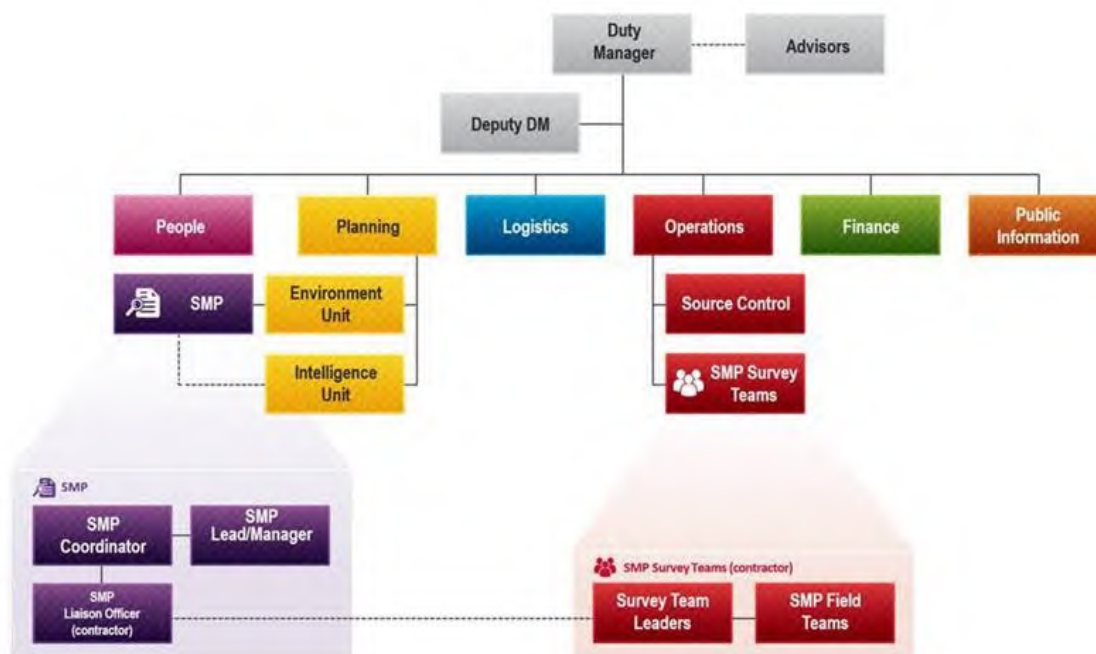 Duty
Manager
Advisors
Deputy DM
People
Planning
Logistics
Operations
Finance
Public
Information
SMP
Environment
Unit
Source Control
Intelligence
Unit
SMP Survey
Teams
SMP
SMP
Coordinator
SMP
Lead/Manager
SMP
Liaison Officer
(contractor)
SMP Survey Teams (contractor)
Survey Team
Leaders
SMP Field
Teams